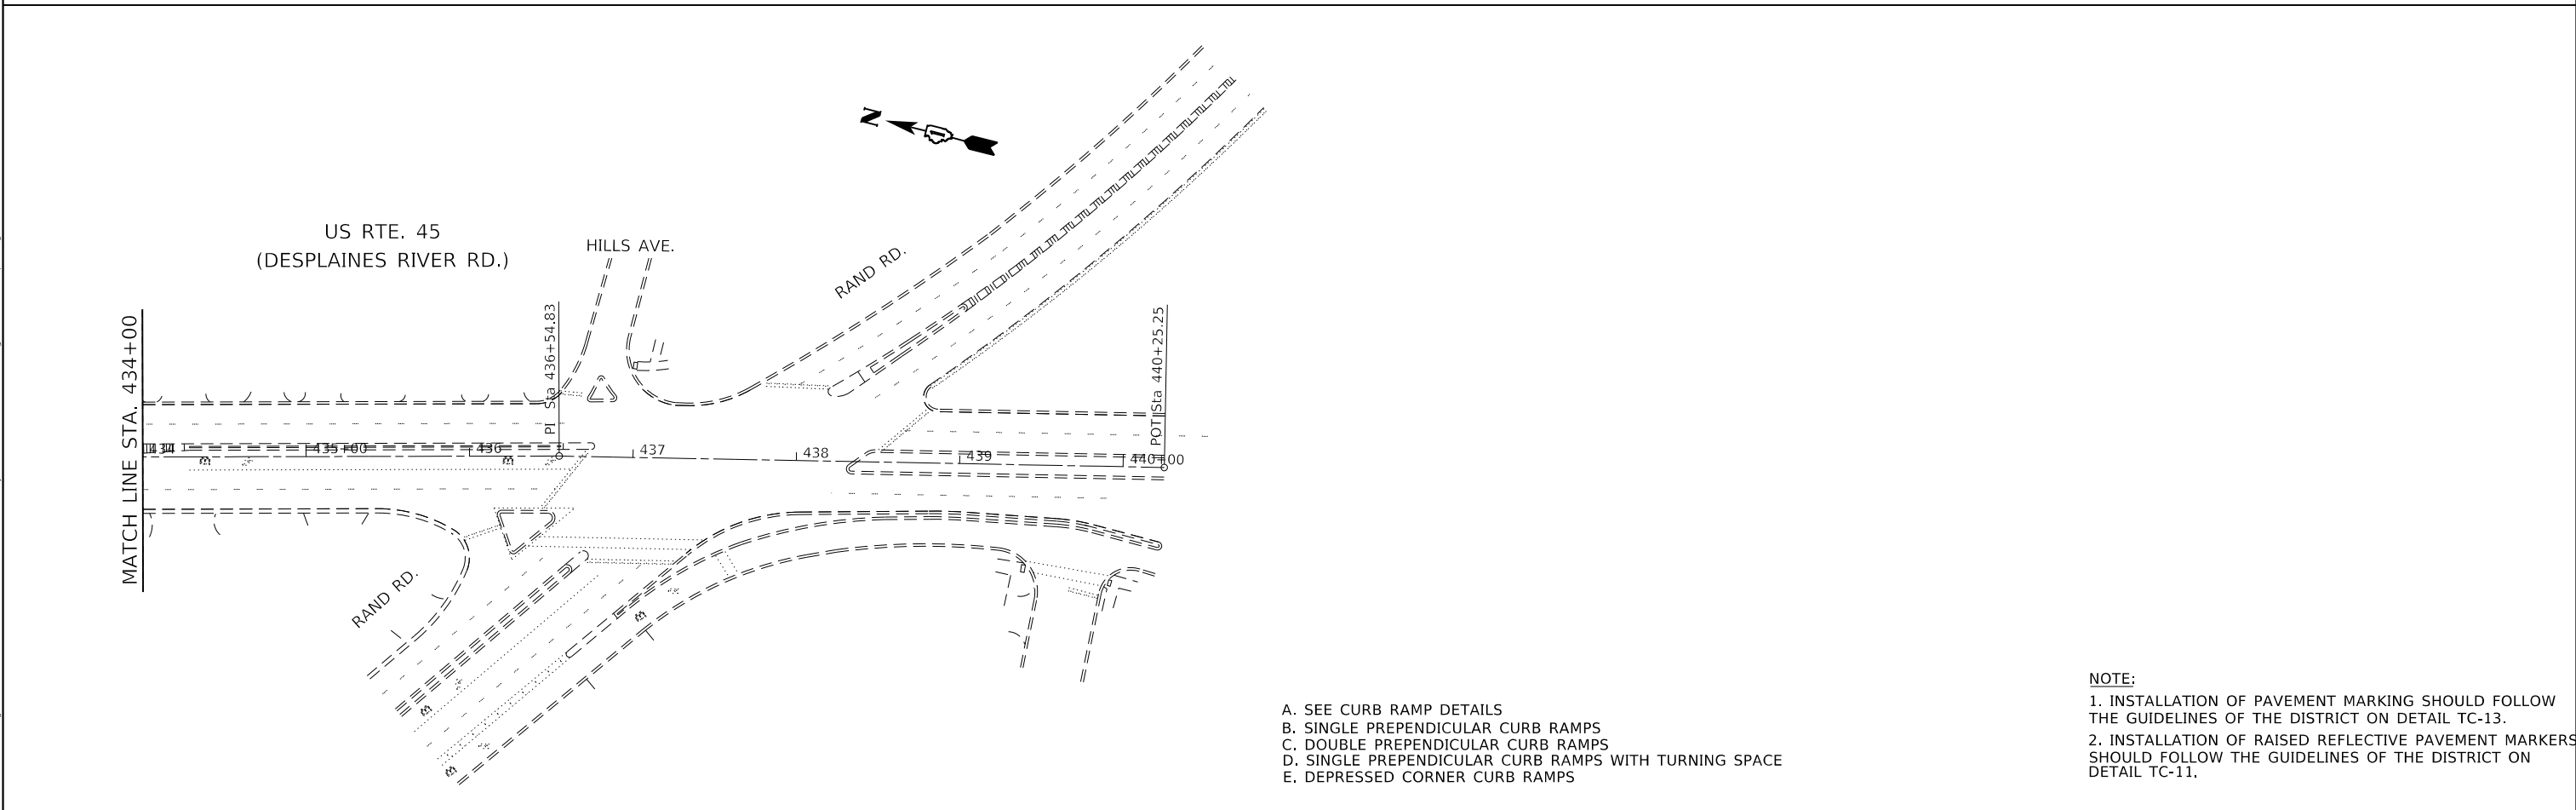 N
US RTE. 45
(DESPLAINES RIVER RD.)
HILLS AVE.
RAND RD.
MATCH LINE STA. 434+00
PI Sta 436+54.83
POT Sta 440+25.25
434
435+00
436
437
438
439
440+00
RAND RD.
A. SEE CURB RAMP DETAILS
B. SINGLE PREPENDICULAR CURB RAMPS
C. DOUBLE PREPENDICULAR CURB RAMPS
D. SINGLE PREPENDICULAR CURB RAMPS WITH TURNING SPACE
E. DEPRESSED CORNER CURB RAMPS
NOTE:
1. INSTALLATION OF PAVEMENT MARKING SHOULD FOLLOW
THE GUIDELINES OF THE DISTRICT ON DETAIL TC-13.
2. INSTALLATION OF RAISED REFLECTIVE PAVEMENT MARKERS
SHOULD FOLLOW THE GUIDELINES OF THE DISTRICT ON
DETAIL TC-11.